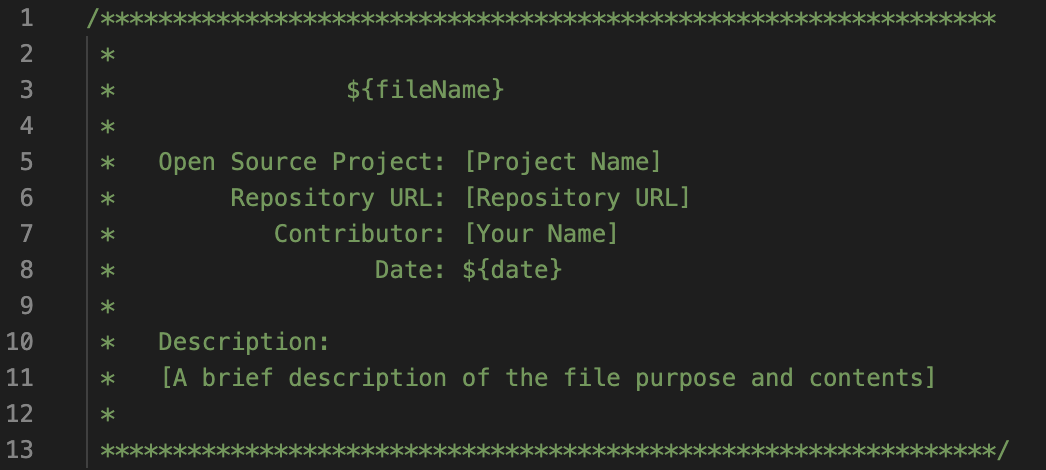 1 /**************************************************************
2 *
3 * ${fileName}
4 *
5 * Open Source Project: [Project Name]
6 * Repository URL: [Repository URL]
7 * Contributor: [Your Name]
8 * Date: ${date}
9 *
10 * Description:
11 * [A brief description of the file purpose and contents]
12 *
13 **************************************************************/